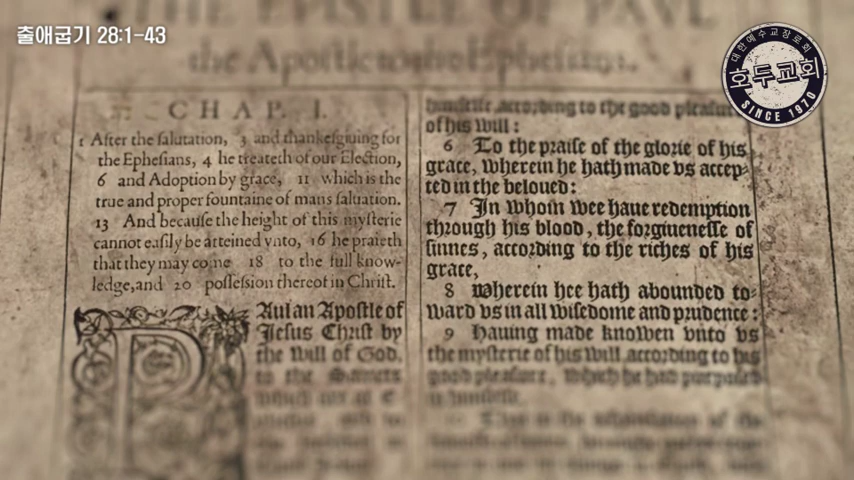 출애굽기 28:1-43
대한예수교장로회
호두교회
SINCE 1970
THE EPISTLE OF PAVL
the Apostle to the Ephesians.
CHAP. I.
1 After the ſalutation, 3 and thankeſgiuing for
the Epheſians, 4 he treateth of our Election,
6 and Adoption by grace, 11 which is the
true and proper fountaine of mans ſaluation.
13 And becauſe the height of this myſterie
cannot eaſily be atteined vnto, 16 he praieth
that they may come 18 to the full know-
ledge, and 20 poſſeſſion thereof in Chriſt.
PAul an Apoſtle of
Jeſus Chriſt by
the will of God,
to the Saints
himſelfe, according to the good pleaſure
of his will:
6 To the praiſe of the glorie of his
grace, wherein he hath made vs accep-
ted in the beloued:
7 In whom wee haue redemption
through his blood, the forgiueneſſe of
ſinnes, according to the riches of his
grace,
8 Wherein hee hath abounded to-
ward vs in all wiſedome and prudence:
9 Hauing made knowen vnto vs
the myſterie of his will, according to his
good pleaſure, which he had purpoſed
in himſelfe.